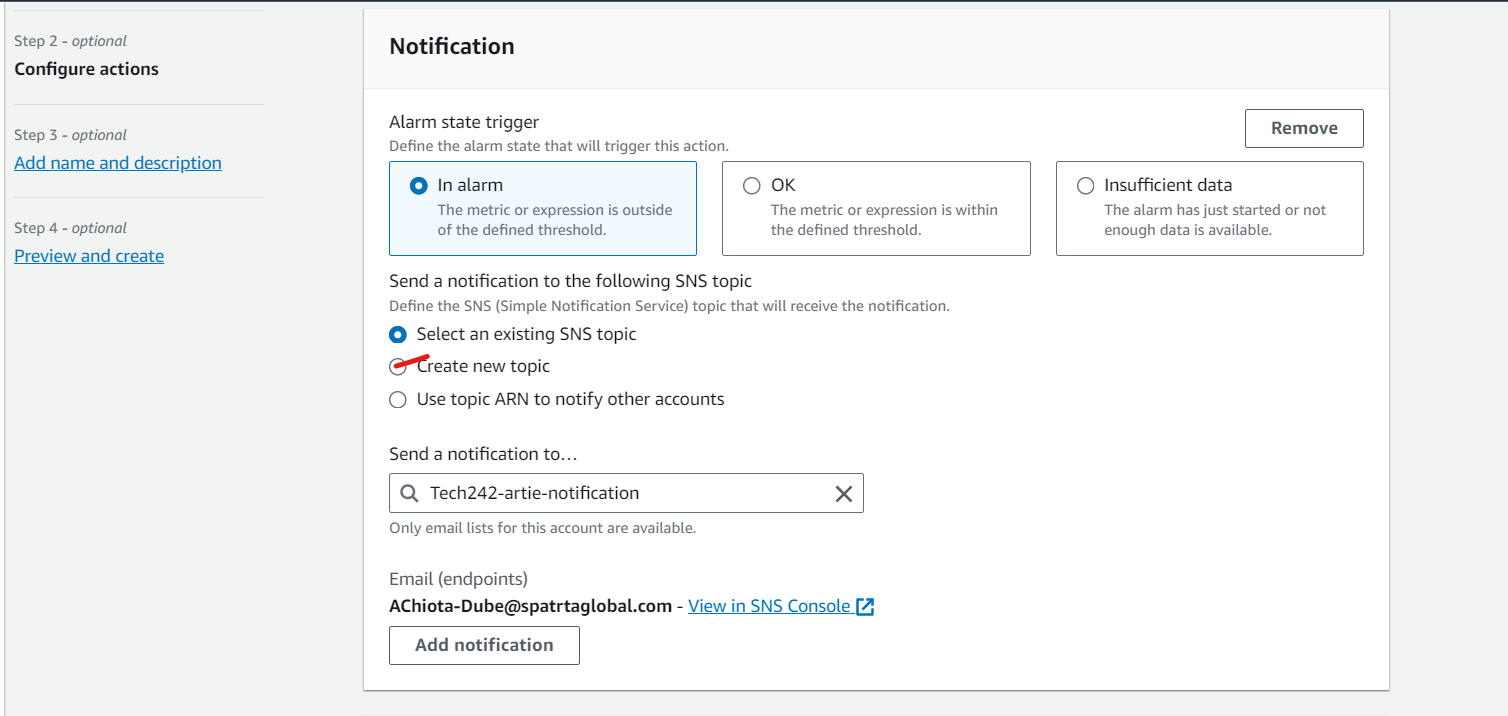 Step 2 - optional
Configure actions
Step 3 - optional
Add name and description
Step 4 - optional
Preview and create
Notification
Alarm state trigger
Define the alarm state that will trigger this action.
Remove
In alarm
The metric or expression is outside
of the defined threshold.
OK
The metric or expression is within
the defined threshold.
Insufficient data
The alarm has just started or not
enough data is available.
Send a notification to the following SNS topic
Define the SNS (Simple Notification Service) topic that will receive the notification.
Select an existing SNS topic
Create new topic
Use topic ARN to notify other accounts
Send a notification to…
Tech242-artie-notification
Only email lists for this account are available.
Email (endpoints)
AChiota-Dube@spatrtaglobal.com - View in SNS Console
Add notification